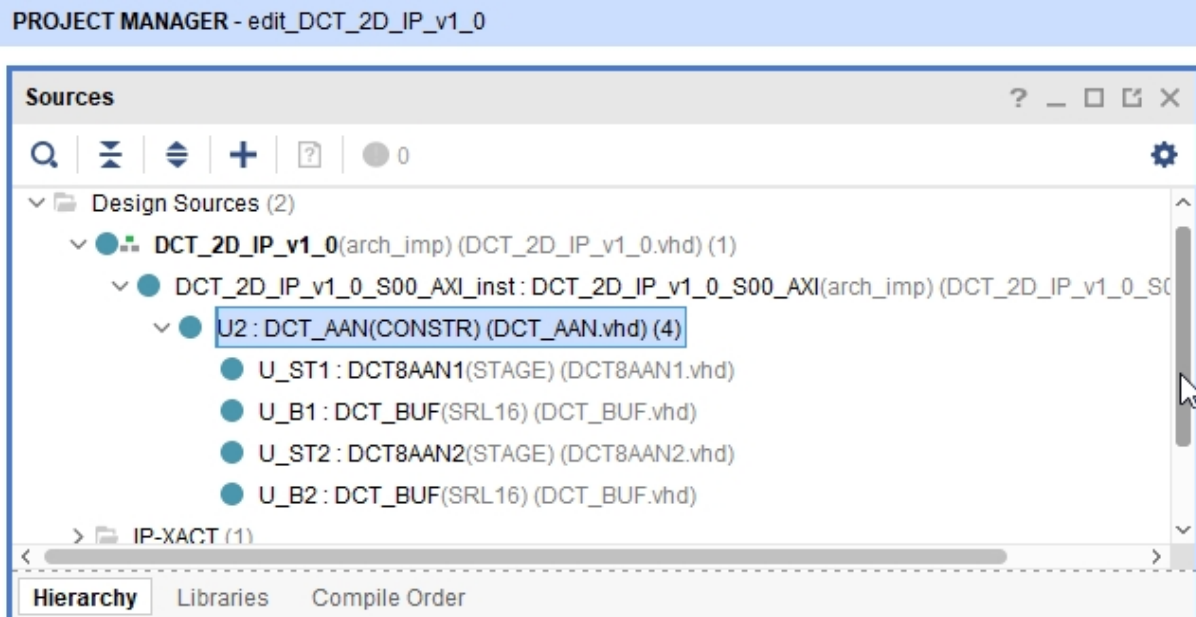 PROJECT MANAGER - edit_DCT_2D_IP_v1_0
Sources
? _
0
Design Sources (2)
DCT_2D_IP_v1_0(arch_imp) (DCT_2D_IP_v1_0.vhd) (1)
DCT_2D_IP_v1_0_S00_AXI_inst : DCT_2D_IP_v1_0_S00_AXI(arch_imp) (DCT_2D_IP_v1_0_S0
U2 : DCT_AAN(CONSTR) (DCT_AAN.vhd) (4)
U_ST1 : DCT8AAN1(STAGE) (DCT8AAN1.vhd)
U_B1 : DCT_BUF(SRL16) (DCT_BUF.vhd)
U_ST2 : DCT8AAN2(STAGE) (DCT8AAN2.vhd)
U_B2 : DCT_BUF(SRL16) (DCT_BUF.vhd)
IP-XACT (1)
Hierarchy Libraries Compile Order